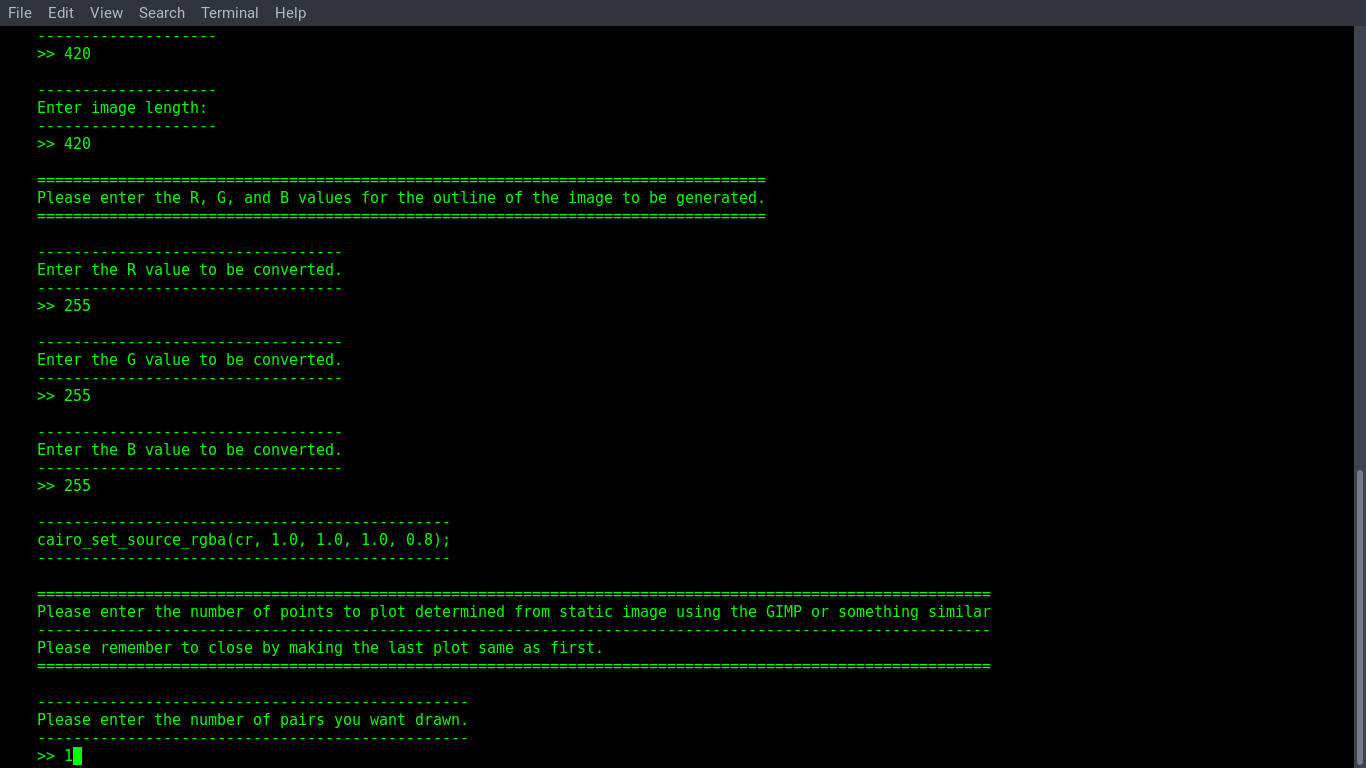 File Edit View Search Terminal Help
--------------------
>> 420
--------------------
Enter image length:
--------------------
>> 420
=================================================================================
Please enter the R, G, and B values for the outline of the image to be generated.
=================================================================================
----------------------------------
Enter the R value to be converted.
----------------------------------
>> 255
----------------------------------
Enter the G value to be converted.
----------------------------------
>> 255
----------------------------------
Enter the B value to be converted.
----------------------------------
>> 255
----------------------------------------------
cairo_set_source_rgba(cr, 1.0, 1.0, 1.0, 0.8);
----------------------------------------------
==========================================================================================================
Please enter the number of points to plot determined from static image using the GIMP or something similar
----------------------------------------------------------------------------------------------------------
Please remember to close by making the last plot same as first.
==========================================================================================================
------------------------------------------------
Please enter the number of pairs you want drawn.
------------------------------------------------
>> 1